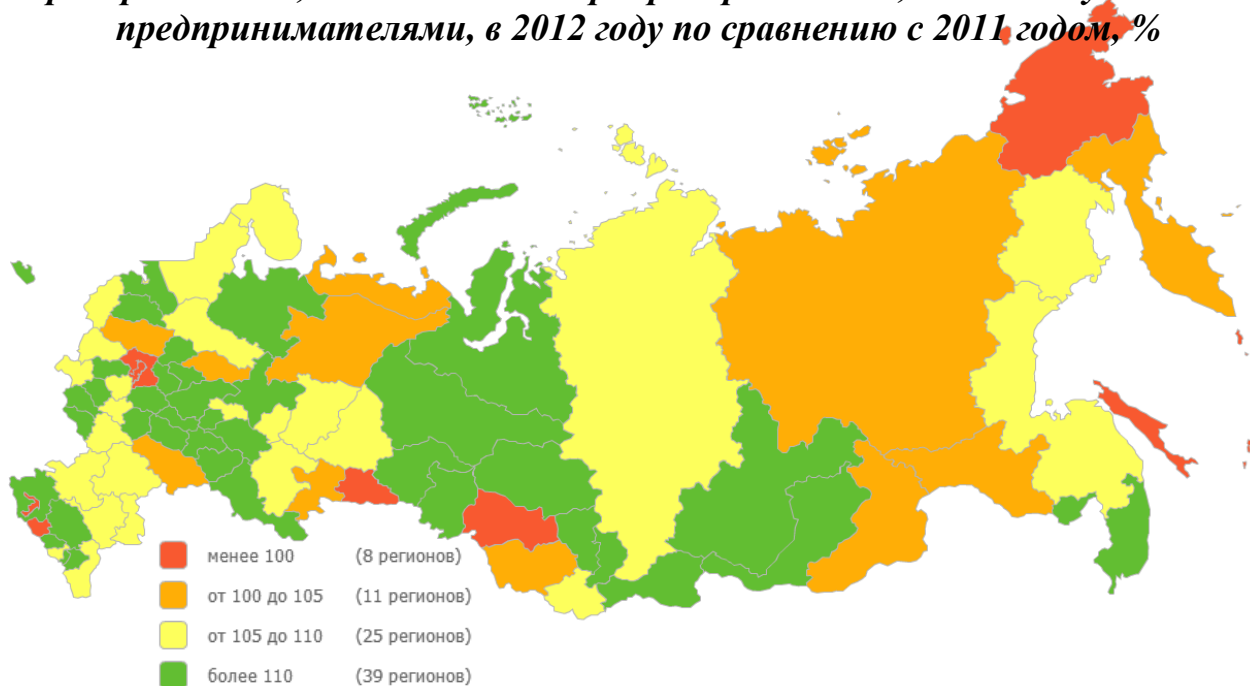 предпринимателями, в 2012 году по сравнению с 2011 годом, %
менее 100 (8 регионов)
от 100 до 105 (11 регионов)
от 105 до 110 (25 регионов)
более 110 (39 регионов)